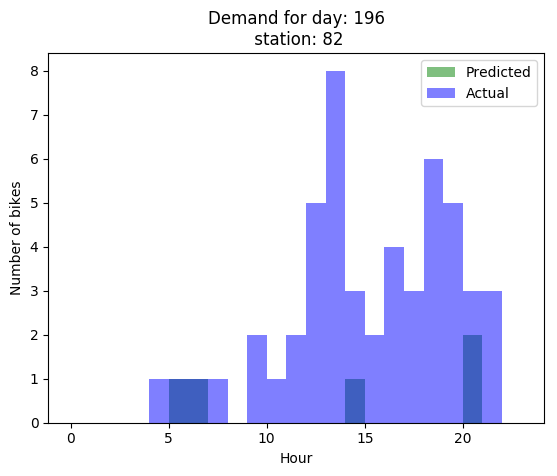 Demand for day: 196
station: 82
Predicted
Actual
8
7
6
5
4
3
2
1
0
Number of bikes
0 5 10 15 20
Hour